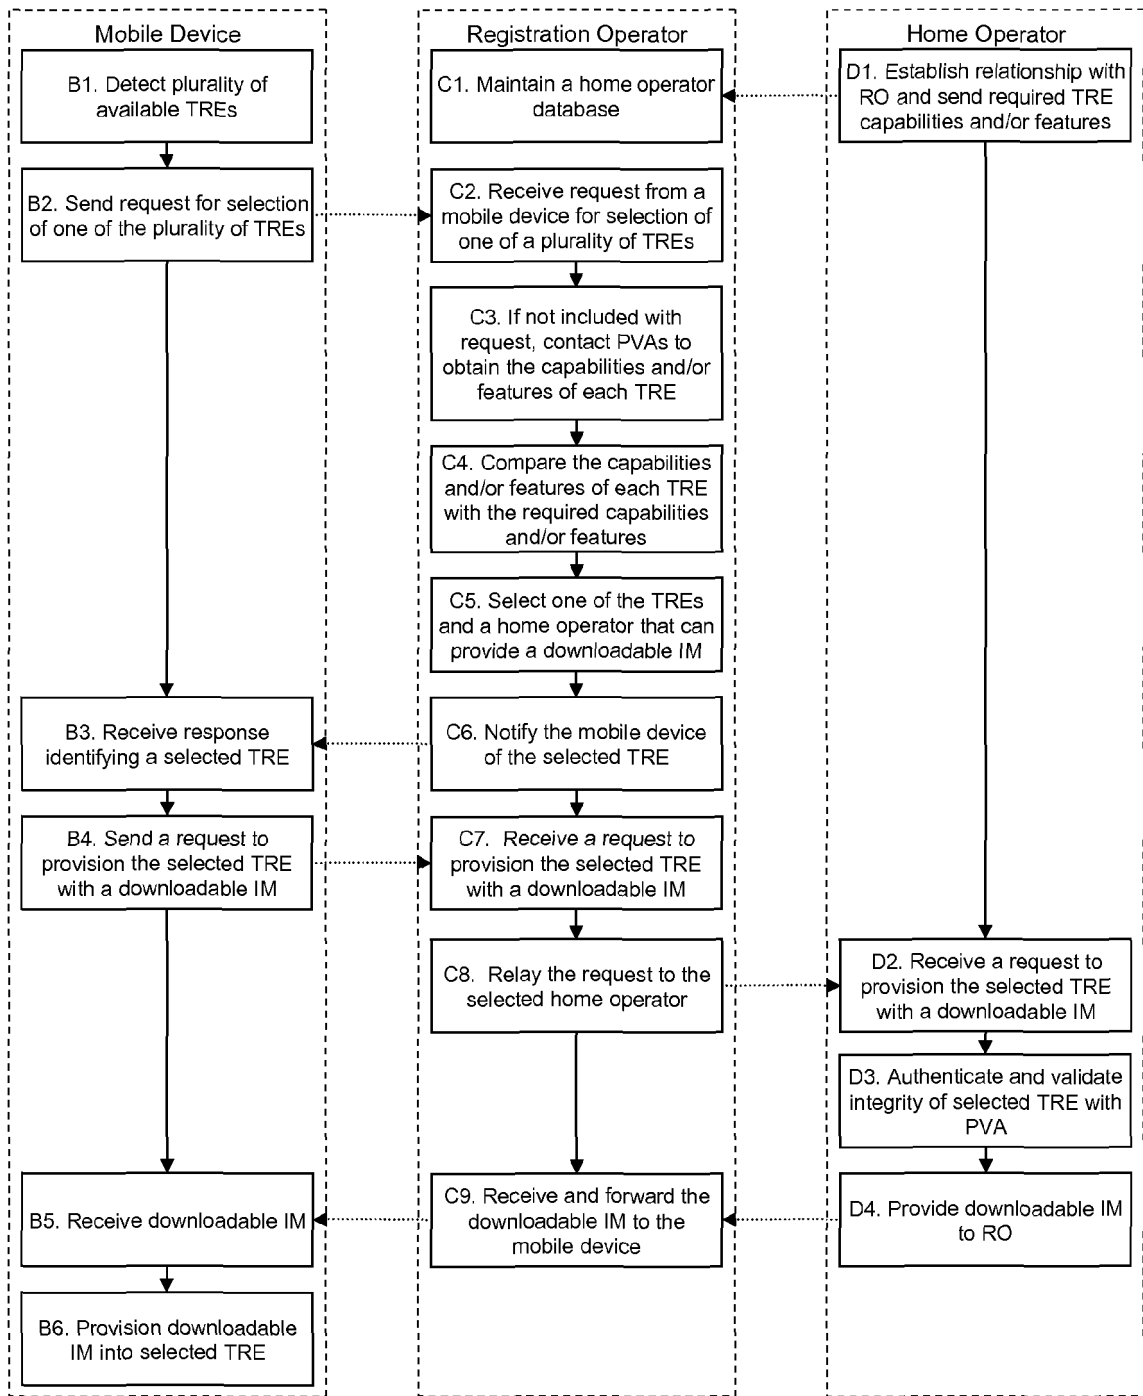 Mobile Device
B1. Detect plurality of
available TREs
B2. Send request for selection
of one of the plurality of TREs
B3. Receive response
identifying a selected TRE
B4. Send a request to
provision the selected TRE
with a downloadable IM
B5. Receive downloadable IM
B6. Provision downloadable
IM into selected TRE
Registration Operator
C1. Maintain a home operator
database
C2. Receive request from a
mobile device for selection of
one of a plurality of TREs
C3. If not included with
request, contact PVAs to
obtain the capabilities and/or
features of each TRE
C4. Compare the capabilities
and/or features of each TRE
with the required capabilities
and/or features
C5. Select one of the TREs
and a home operator that can
provide a downloadable IM
C6. Notify the mobile device
of the selected TRE
C7. Receive a request to
provision the selected TRE
with a downloadable IM
C8. Relay the request to the
selected home operator
C9. Receive and forward the
downloadable IM to the
mobile device
Home Operator
D1. Establish relationship with
RO and send required TRE
capabilities and/or features
D2. Receive a request to
provision the selected TRE
with a downloadable IM
D3. Authenticate and validate
integrity of selected TRE with
PVA
D4. Provide downloadable IM
to RO